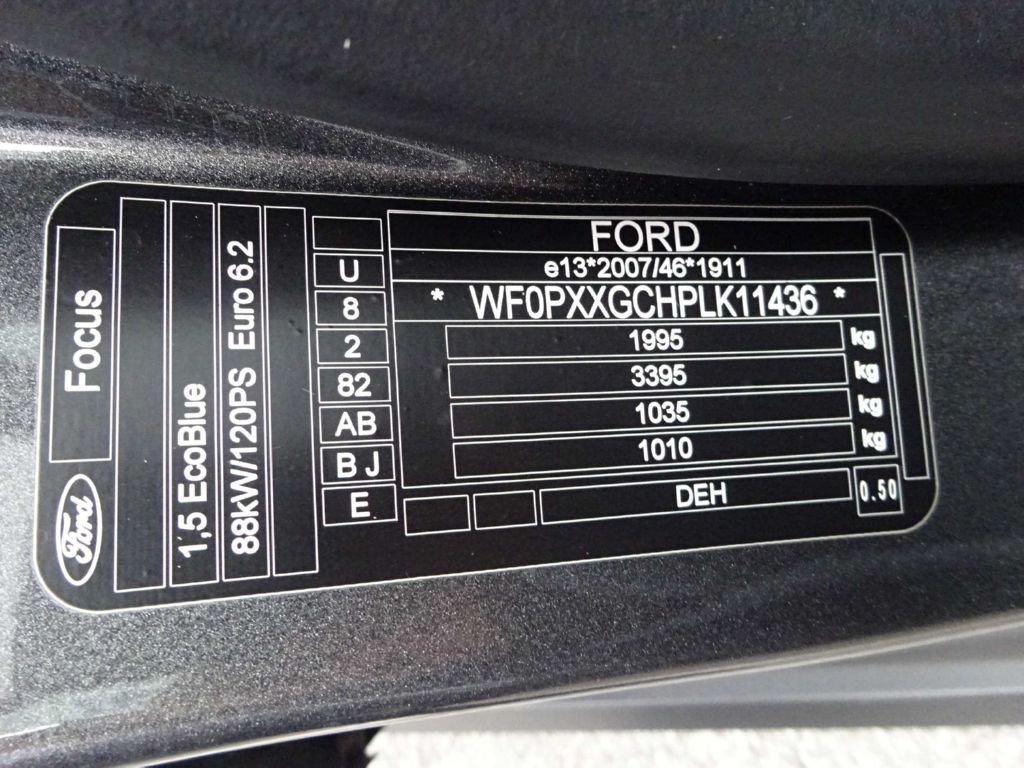 Focus
Ford
1,5 EcoBlue
88kW/120PS Euro 6.2
U
8
2
82
AB
B J
E
FORD
e13*2007/46*1911
* WF0PXXGCHPLK11436 *
1995 kg
3395 kg
1035 kg
1010 kg
DEH
0.50